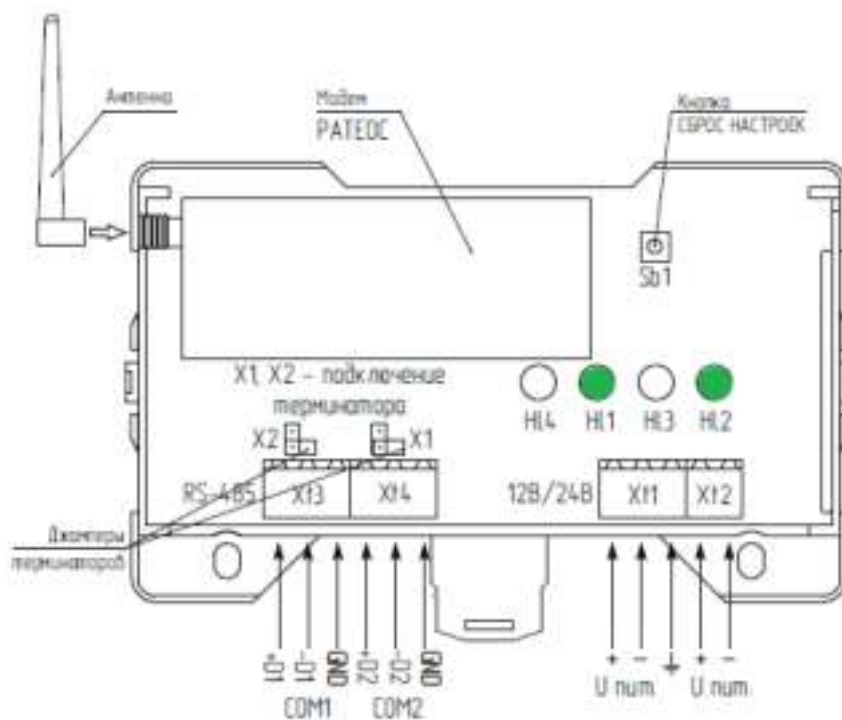 Антенна
Модем
РАТЕОС
Кнопка
СБРОС НАСТРОЕК
Sb1
X1, X2 – подключение
терминатора
HL4 HL1 HL3 HL2
X2 X1
RS-485 Xt3 Xt4 12В/24В Xt1 Xt2
Джамперы
терминаторов
+D1 -D1 GND +D2 -D2 GND
+ - + -
COM1 COM2
U пит U пит